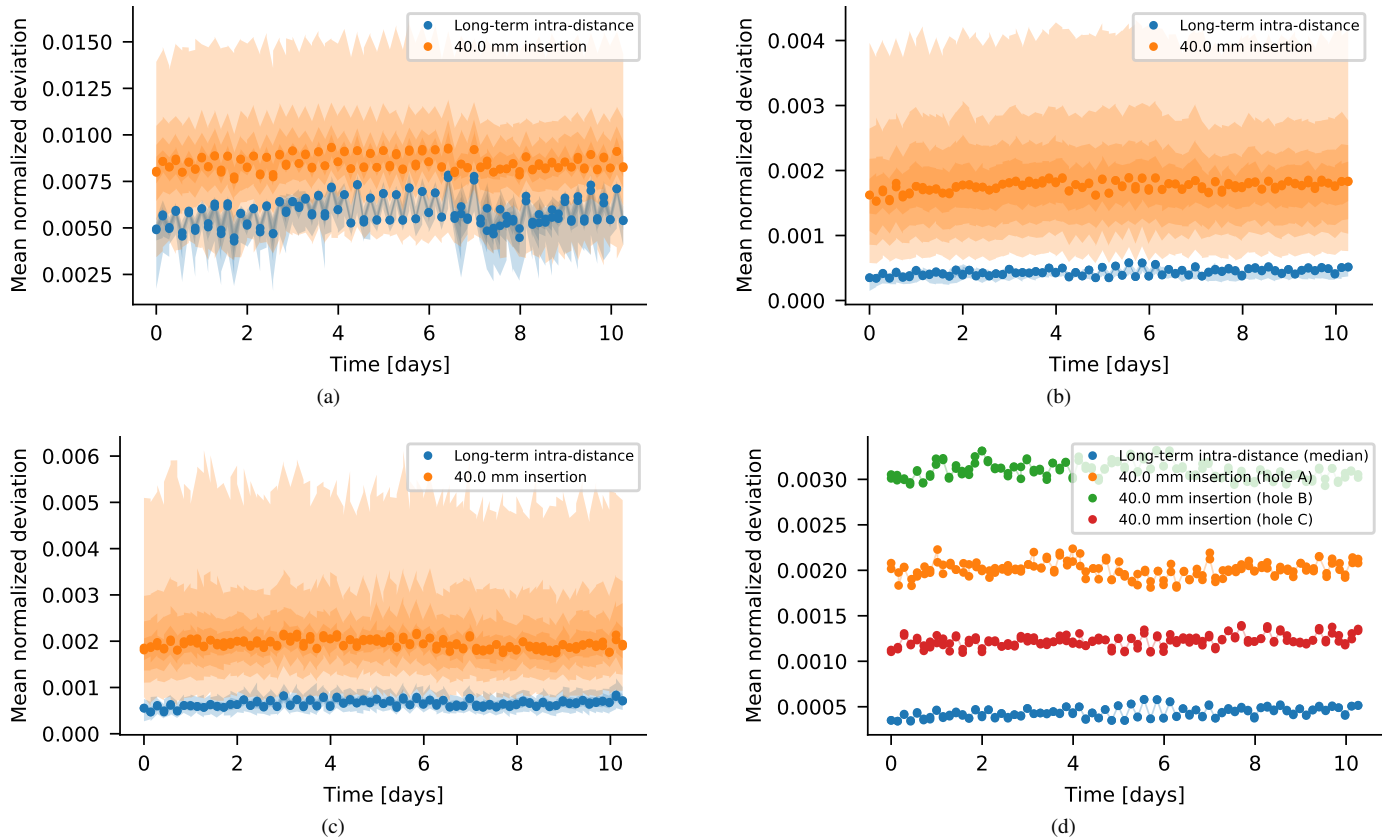 Mean normalized deviation
0.0150
0.0125
0.0100
0.0075
0.0050
0.0025
Long-term intra-distance
40.0 mm insertion
0 2 4 6 8 10
Time [days]
(a)
Mean normalized deviation
0.004
0.003
0.002
0.001
0.000
Long-term intra-distance
40.0 mm insertion
0 2 4 6 8 10
Time [days]
(b)
Mean normalized deviation
0.006
0.005
0.004
0.003
0.002
0.001
0.000
Long-term intra-distance
40.0 mm insertion
0 2 4 6 8 10
Time [days]
(c)
Mean normalized deviation
0.0030
0.0025
0.0020
0.0015
0.0010
0.0005
Long-term intra-distance (median)
40.0 mm insertion (hole A)
40.0 mm insertion (hole B)
40.0 mm insertion (hole C)
0 2 4 6 8 10
Time [days]
(d)